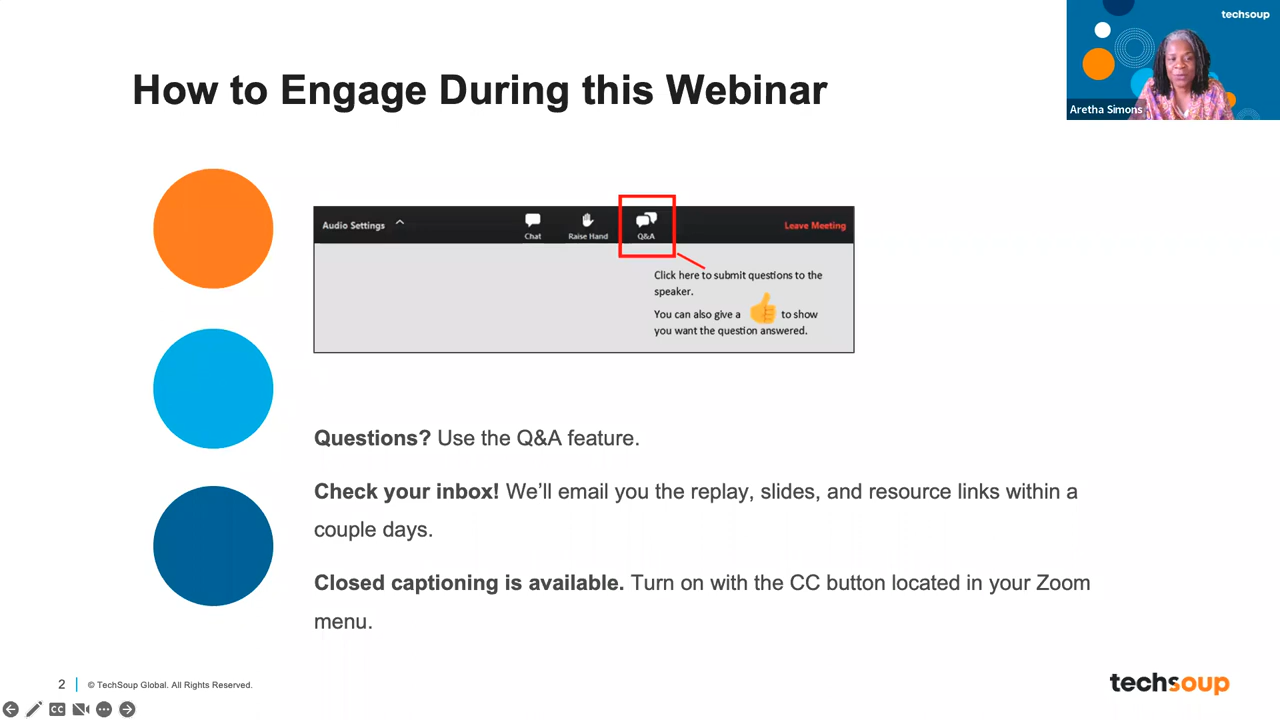 techsoup
Aretha Simons
How to Engage During this Webinar
Audio Settings
Chat
Raise Hand
Q&A
Leave Meeting
Click here to submit questions to the
speaker.
You can also give a to show
you want the question answered.
Questions? Use the Q&A feature.
Check your inbox! We’ll email you the replay, slides, and resource links within a
couple days.
Closed captioning is available. Turn on with the CC button located in your Zoom
menu.
2
© TechSoup Global. All Rights Reserved.
techsoup
CC